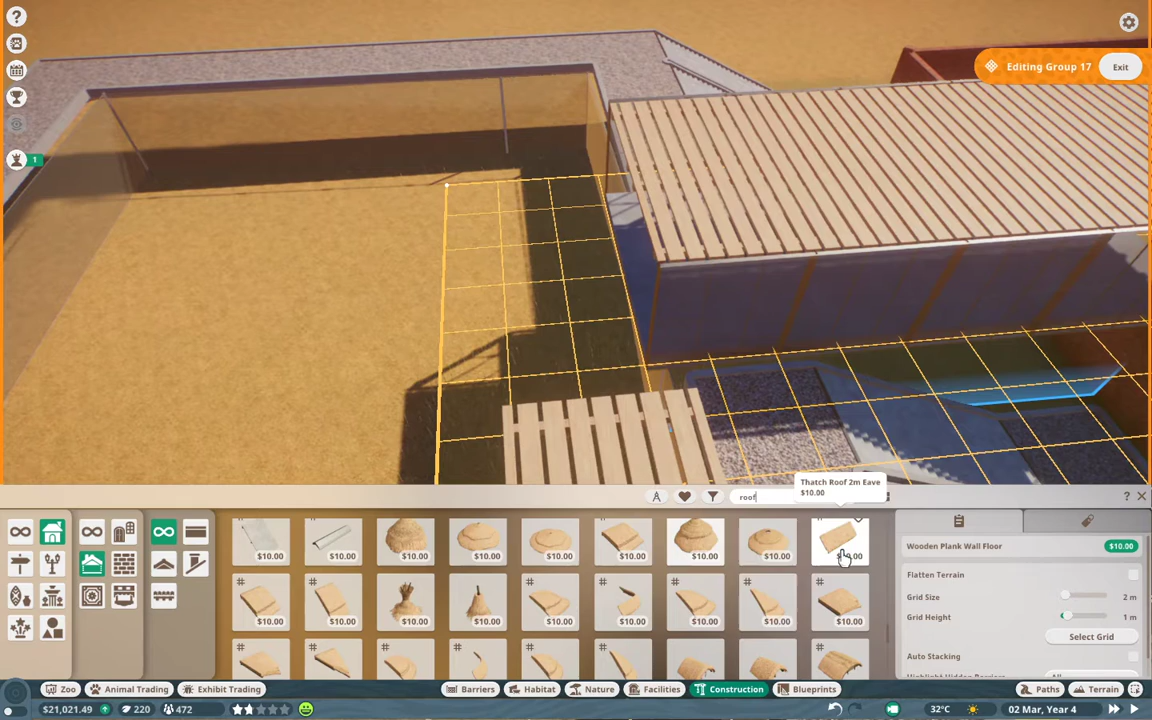 Editing Group 17
Exit
1
Thatch Roof 2m Eave
$10.00
roof
$10.00 $10.00 $10.00 $10.00 $10.00 $10.00 $10.00 $10.00
$10.00 $10.00 $10.00 $10.00 $10.00 $10.00 $10.00 $10.00 $10.00
Wooden Plank Wall Floor
$10.00
Flatten Terrain
Grid Size
2 m
Grid Height
1 m
Select Grid
Auto Stacking
Zoo
Animal Trading
Exhibit Trading
Barriers
Habitat
Nature
Facilities
Construction
Blueprints
Paths
Terrain
$21,021.49
220
472
32°C
02 Mar, Year 4